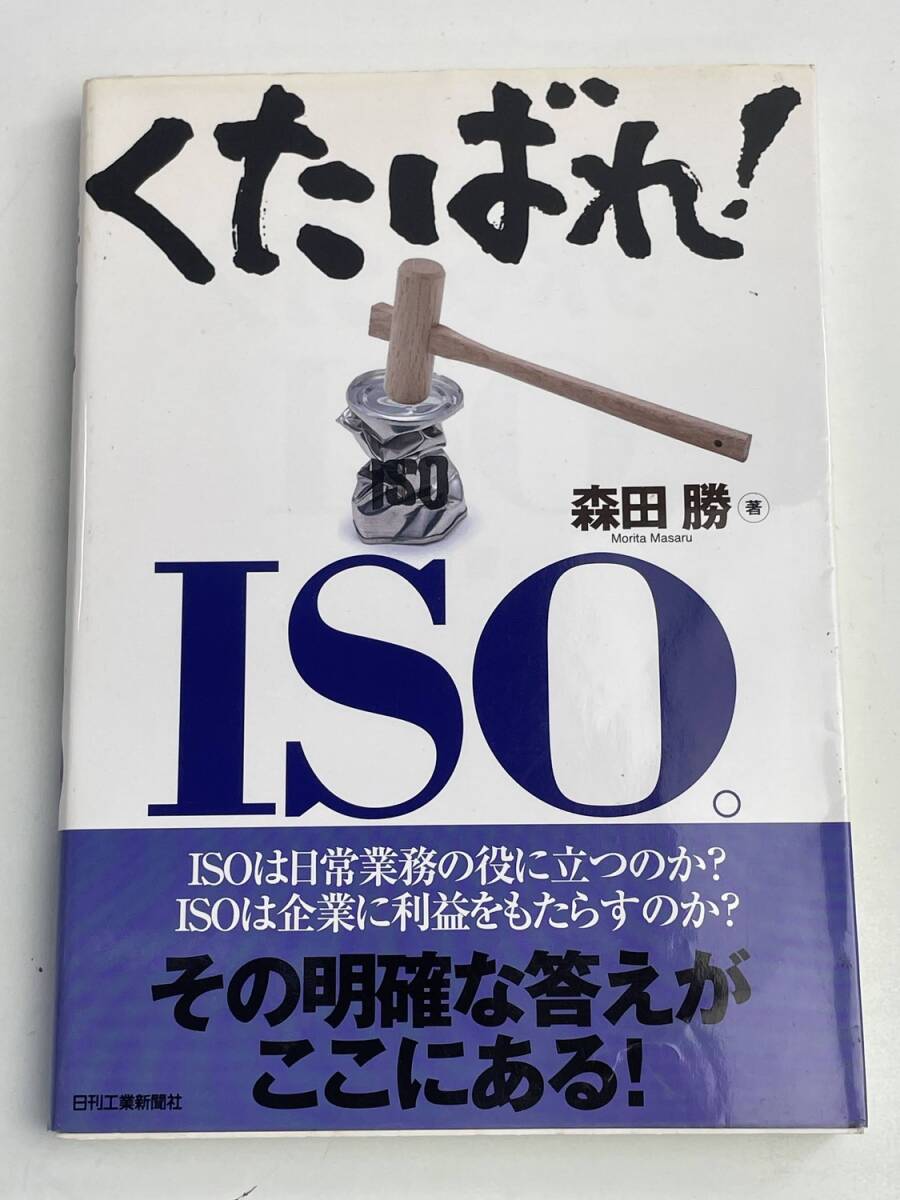 くたばれ!
ISO
森田 勝 著
Morita Masaru
ISO。
ISOは日常業務の役に立つのか?
ISOは企業に利益をもたらすのか?
その明確な答えが
ここにある!
日刊工業新聞社